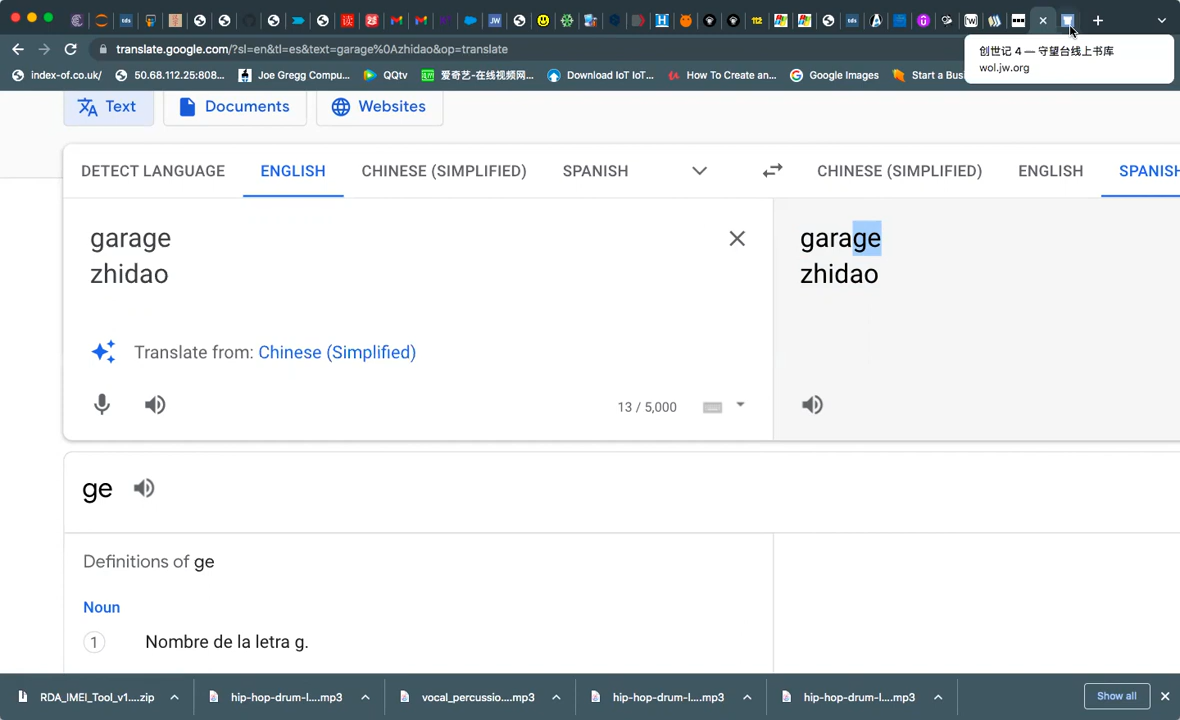 translate.google.com/?sl=en&tl=es&text=garage%0Azhidao&op=translate
创世记 4 — 守望台线上书库
wol.jw.org
index-of.co.uk/
50.68.112.25:808...
Joe Gregg Compu...
QQtv
爱奇艺-在线视频网...
Download IoT IoT...
How To Create an...
Google Images
Start a Bus
Text
Documents
Websites
DETECT LANGUAGE
ENGLISH
CHINESE (SIMPLIFIED)
SPANISH
CHINESE (SIMPLIFIED)
ENGLISH
SPANISH
garage
zhidao
garage
zhidao
Translate from: Chinese (Simplified)
13 / 5,000
ge
Definitions of ge
Noun
1
Nombre de la letra g.
RDA_IMEI_Tool_v1....zip
hip-hop-drum-l....mp3
vocal_percussio....mp3
hip-hop-drum-l....mp3
hip-hop-drum-l....mp3
Show all